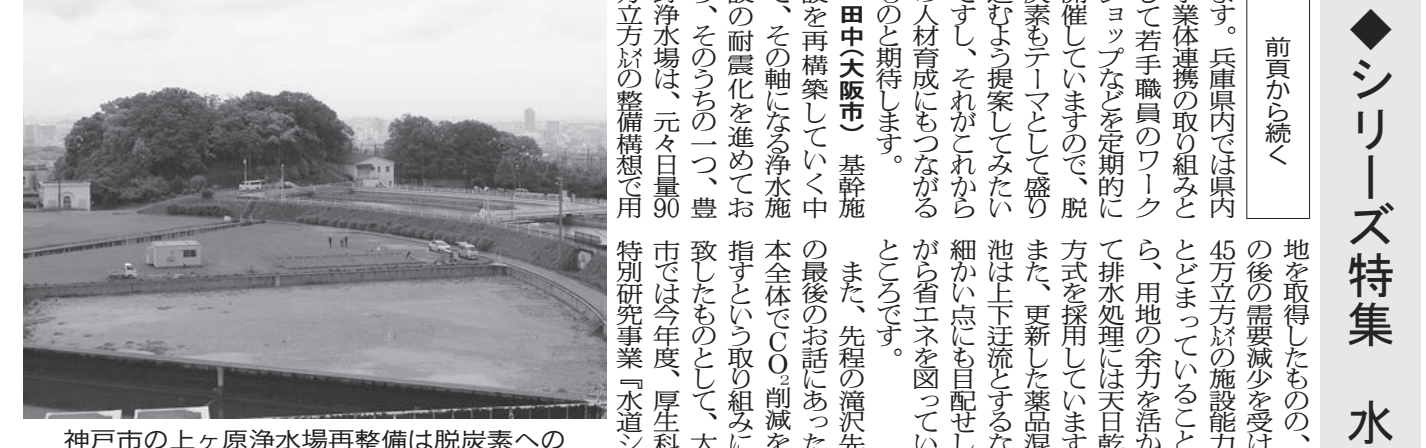 ◆シリーズ特集　水
前頁から続く
ます。兵庫県内では県内
事業体連携の取り組みと
して若手職員のワーク
ショップなどを定期的に
開催していますので、脱
炭素もテーマとして盛り
込むよう提案してみたい
ですし、それがこれから
の人材育成にもつながる
ものと期待します。
田中(大阪市)　基幹施
設を再構築していく中
で、その軸になる浄水施
設の耐震化を進めてお
り、そのうちの一つ、豊
野浄水場は、元々日量90
万立方㍍の整備構想で用
地を取得したものの、
の後の需要減少を受け
45万立方㍍の施設能力
とどまっていること
ら、用地の余力を活か
て排水処理には天日乾
方式を採用しています
また、更新した薬品混
池は上下迂流とするな
細かい点にも目配せし
がら省エネを図ってい
ところです。
また、先程の滝沢先
の最後のお話にあった
本全体でCO₂削減を
指すという取り組みに
致したものとして、大
市では今年度、厚生科
特別研究事業『水道シ
神戸市の上ヶ原浄水場再整備は脱炭素への